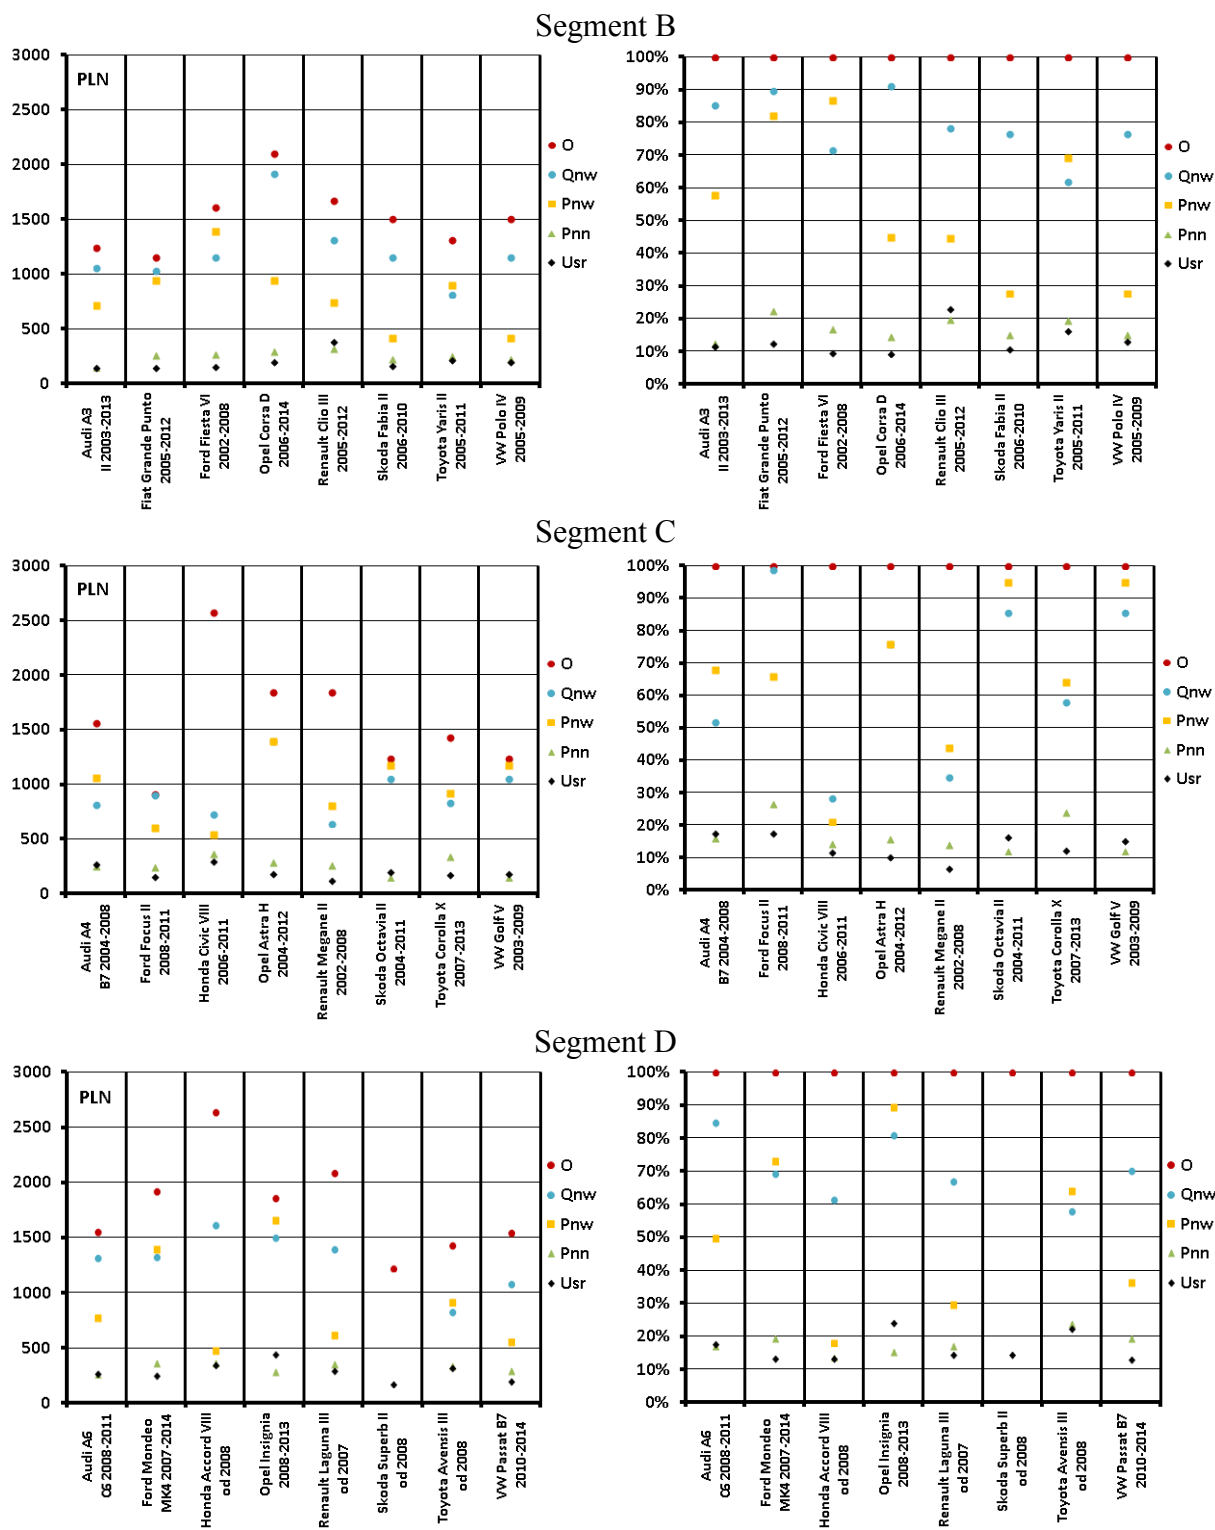 Segment B
3000
2500
2000
1500
1000
500
0
PLN
O
Qnw
Pnw
Pnn
Usr
Audi A3
II 2003-2013
Fiat Grande Punto
2005-2012
Ford Fiesta VI
2002-2008
Opel Corsa D
2006-2014
Renault Clio III
2005-2012
Skoda Fabia II
2006-2010
Toyota Yaris II
2005-2011
VW Polo IV
2005-2009
100%
90%
80%
70%
60%
50%
40%
30%
20%
10%
0%
O
Qnw
Pnw
Pnn
Usr
Audi A3
II 2003-2013
Fiat Grande Punto
2005-2012
Ford Fiesta VI
2002-2008
Opel Corsa D
2006-2014
Renault Clio III
2005-2012
Skoda Fabia II
2006-2010
Toyota Yaris II
2005-2011
VW Polo IV
2005-2009
Segment C
3000
2500
2000
1500
1000
500
0
PLN
O
Qnw
Pnw
Pnn
Usr
Audi A4
B7 2004-2008
Ford Focus II
2008-2011
Honda Civic VIII
2006-2011
Opel Astra H
2004-2012
Renault Megane II
2002-2008
Skoda Octavia II
2004-2011
Toyota Corolla X
2007-2013
VW Golf V
2003-2009
100%
90%
80%
70%
60%
50%
40%
30%
20%
10%
0%
O
Qnw
Pnw
Pnn
Usr
Audi A4
B7 2004-2008
Ford Focus II
2008-2011
Honda Civic VIII
2006-2011
Opel Astra H
2004-2012
Renault Megane II
2002-2008
Skoda Octavia II
2004-2011
Toyota Corolla X
2007-2013
VW Golf V
2003-2009
Segment D
3000
2500
2000
1500
1000
500
0
PLN
O
Qnw
Pnw
Pnn
Usr
Audi A6
C6 2008-2011
Ford Mondeo
MK4 2007-2014
Honda Accord VIII
od 2008
Opel Insignia
2008-2013
Renault Laguna III
od 2007
Skoda Superb II
od 2008
Toyota Avensis III
od 2008
VW Passat B7
2010-2014
100%
90%
80%
70%
60%
50%
40%
30%
20%
10%
0%
O
Qnw
Pnw
Pnn
Usr
Audi A6
C6 2008-2011
Ford Mondeo
MK4 2007-2014
Honda Accord VIII
od 2008
Opel Insignia
2008-2013
Renault Laguna III
od 2007
Skoda Superb II
od 2008
Toyota Avensis III
od 2008
VW Passat B7
2010-2014